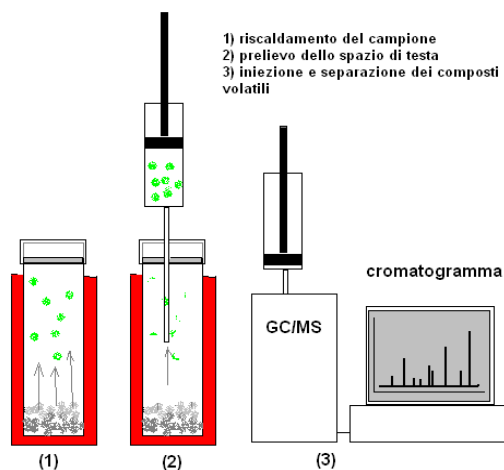 1) riscaldamento del campione
2) prelievo dello spazio di testa
3) iniezione e separazione dei composti
volatili
cromatogramma
GC/MS
(1)
(2)
(3)